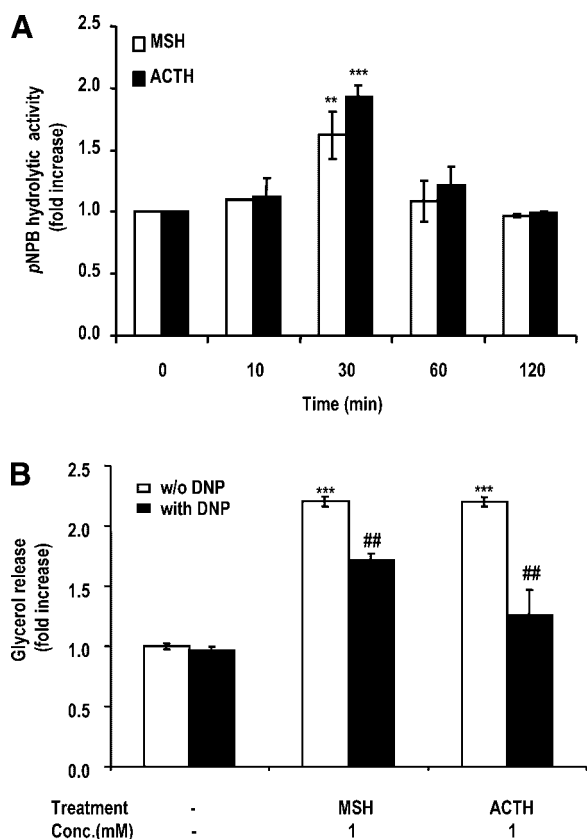 A
MSH
ACTH
pNPB hydrolytic activity
(fold increase)
2.5
2.0
1.5
1.0
0.5
0.0
**
***
0 10 30 60 120
Time (min)
B
w/o DNP
with DNP
Glycerol release
(fold increase)
2.5
2.0
1.5
1.0
0.5
0.0
***
##
***
##
Treatment - MSH ACTH
Conc.(mM) - 1 1